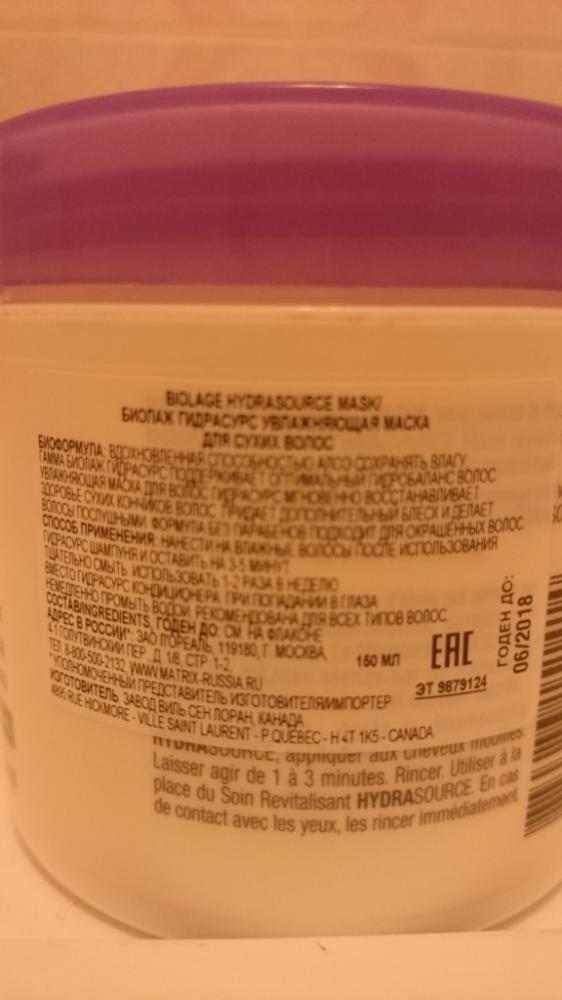 BIOLAGE HYDRASOURCE MASK/
БИОЛАЖ ГИДРАСУРС УВЛАЖНЯЮЩАЯ МАСКА
ДЛЯ СУХИХ ВОЛОС
БИОФОРМУЛА: ВДОХНОВЛЕННАЯ СПОСОБНОСТЬЮ АЛОЭ СОХРАНЯТЬ ВЛАГУ,
ГАММА БИОЛАЖ ГИДРАСУРС ПОДДЕРЖИВАЕТ ОПТИМАЛЬНЫЙ ГИДРОБАЛАНС ВОЛОС.
УВЛАЖНЯЮЩАЯ МАСКА ДЛЯ ВОЛОС ГИДРАСУРС МГНОВЕННО ВОССТАНАВЛИВАЕТ
ЗДОРОВЬЕ СУХИХ КОНЧИКОВ ВОЛОС, ПРИДАЕТ ДОПОЛНИТЕЛЬНЫЙ БЛЕСК И ДЕЛАЕТ
ВОЛОСЫ ПОСЛУШНЫМИ. ФОРМУЛА БЕЗ ПАРАБЕНОВ ПОДХОДИТ ДЛЯ ОКРАШЕННЫХ ВОЛОС.
СПОСОБ ПРИМЕНЕНИЯ: НАНЕСТИ НА ВЛАЖНЫЕ ВОЛОСЫ ПОСЛЕ ИСПОЛЬЗОВАНИЯ
ГИДРАСУРС ШАМПУНЯ И ОСТАВИТЬ НА 3-5 МИНУТ.
ТЩАТЕЛЬНО СМЫТЬ. ИСПОЛЬЗОВАТЬ 1-2 РАЗА В НЕДЕЛЮ
ВМЕСТО ГИДРАСУРС КОНДИЦИОНЕРА. ПРИ ПОПАДАНИИ В ГЛАЗА
НЕМЕДЛЕННО ПРОМЫТЬ ВОДОЙ. РЕКОМЕНДОВАНА ДЛЯ ВСЕХ ТИПОВ ВОЛОС.
СОСТАВ/INGREDIENTS, ГОДЕН ДО: СМ. НА ФЛАКОНЕ
АДРЕС В РОССИИ*: ЗАО Л'ОРЕАЛЬ, 119180, Г. МОСКВА,
4-1 ГОЛУТВИНСКИЙ ПЕР., Д. 1/8, СТР. 1-2,
ТЕЛ. 8-800-500-2132, WWW.MATRIX-RUSSIA.RU
*УПОЛНОМОЧЕННЫЙ ПРЕДСТАВИТЕЛЬ ИЗГОТОВИТЕЛЯ/ИМПОРТЕР
ИЗГОТОВИТЕЛЬ: ЗАВОД ВИЛЬ СЕН ЛОРАН, КАНАДА
4895 RUE HICKMORE - VILLE SAINT LAURENT - P QUEBEC - H4T 1K5 - CANADA
150 МЛ
EAC
ЭТ 9879124
ГОДЕН ДО:
06/2018
HYDRASOURCE, appliquer aux cheveux mouillés.
Laisser agir de 1 à 3 minutes. Rincer. Utiliser à la
place du Soin Revitalisant HYDRASOURCE. En cas
de contact avec les yeux, les rincer immédiatement.